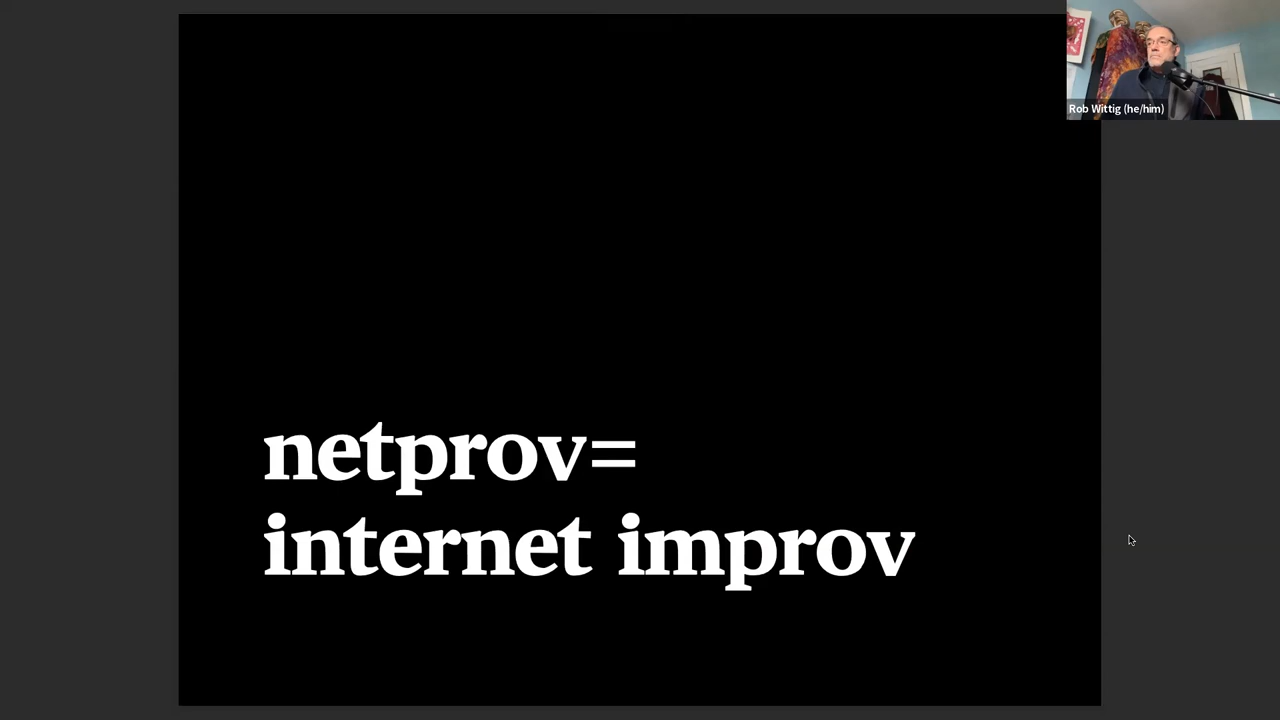 Rob Wittig (he/him)
netprov=
internet improv